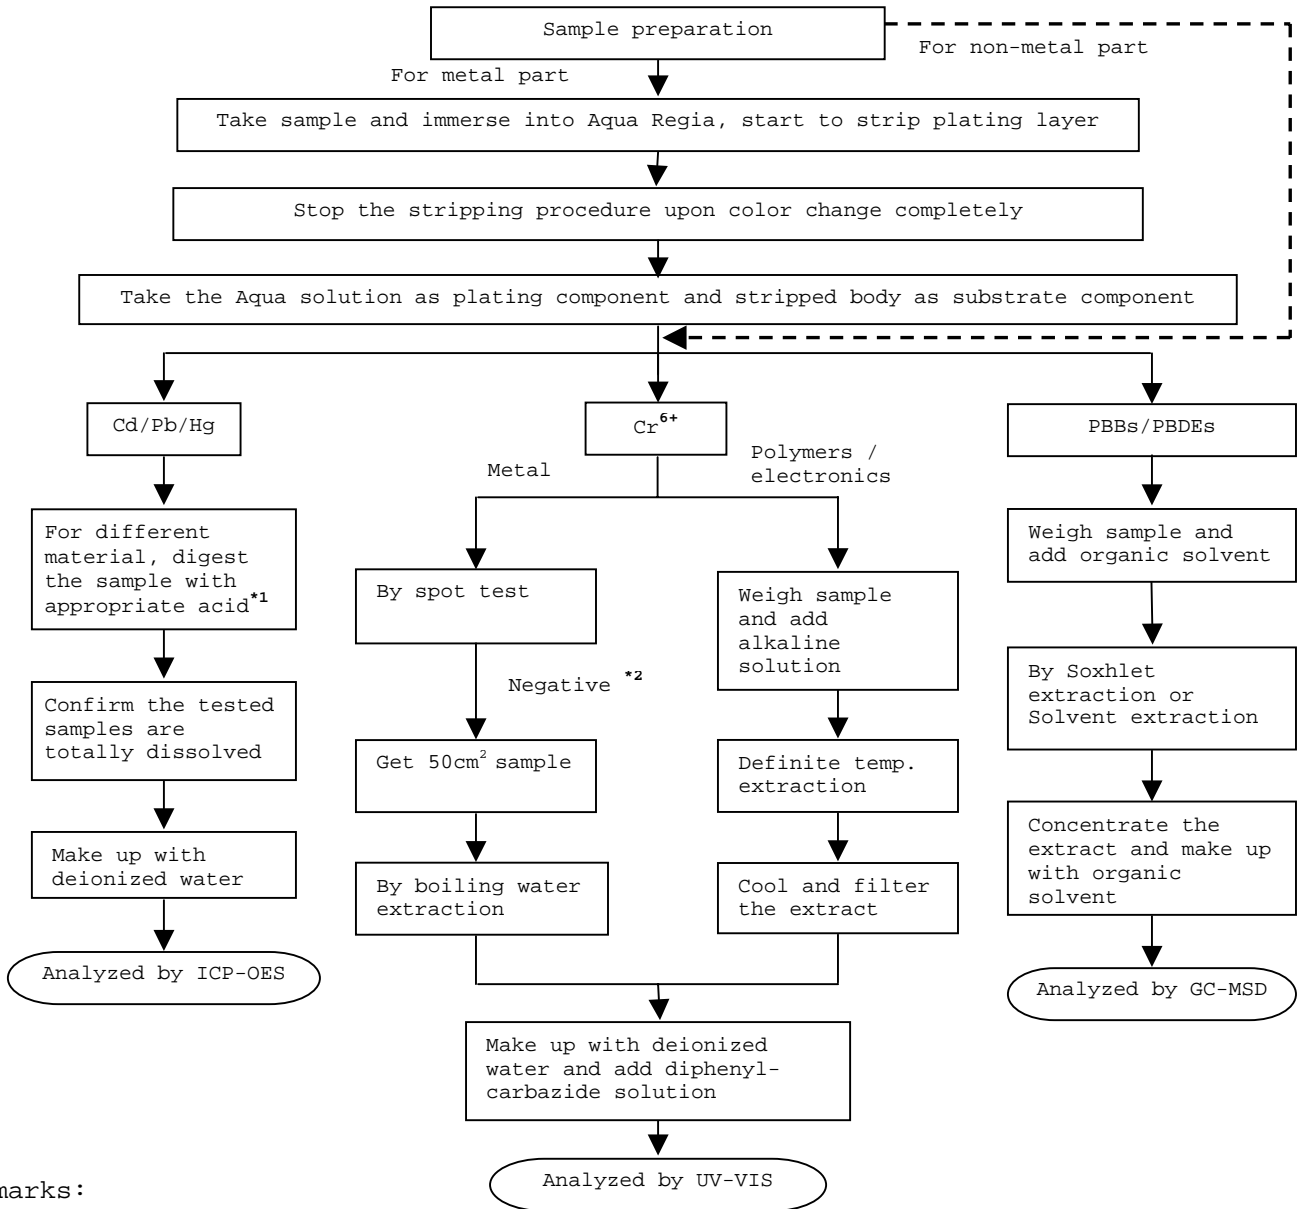 Sample preparation
For non-metal part
For metal part
Take sample and immerse into Aqua Regia, start to strip plating layer
Stop the stripping procedure upon color change completely
Take the Aqua solution as plating component and stripped body as substrate component
Cd/Pb/Hg
Cr6+
PBBs/PBDEs
Metal
Polymers /
electronics
For different
material, digest
the sample with
appropriate acid*1
Confirm the tested
samples are
totally dissolved
Make up with
deionized water
Analyzed by ICP-OES
By spot test
Negative *2
Get 50cm2 sample
By boiling water
extraction
Weigh sample
and add
alkaline
solution
Definite temp.
extraction
Cool and filter
the extract
Make up with deionized
water and add diphenyl-
carbazide solution
Analyzed by UV-VIS
Weigh sample and
add organic solvent
By Soxhlet
extraction or
Solvent extraction
Concentrate the
extract and make up
with organic
solvent
Analyzed by GC-MSD
marks: